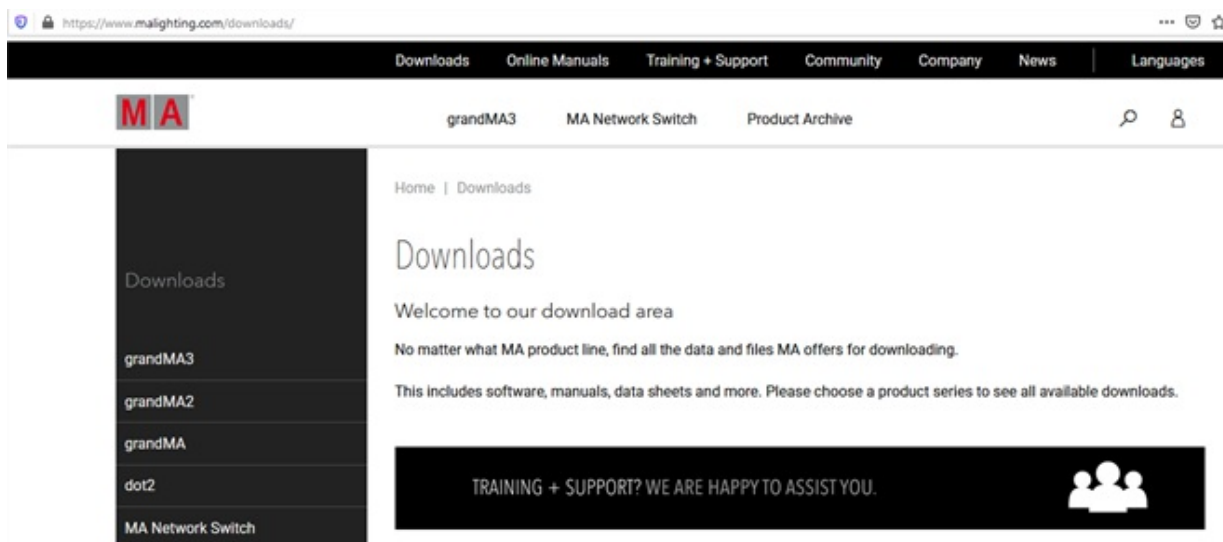 https://www.malighting.com/downloads/
Downloads Online Manuals Training + Support Community Company News Languages
MA
grandMA3 MA Network Switch Product Archive
Home | Downloads
Downloads
Downloads
Welcome to our download area
No matter what MA product line, find all the data and files MA offers for downloading.
This includes software, manuals, data sheets and more. Please choose a product series to see all available downloads.
grandMA3
grandMA2
grandMA
dot2
MA Network Switch
TRAINING + SUPPORT? WE ARE HAPPY TO ASSIST YOU.